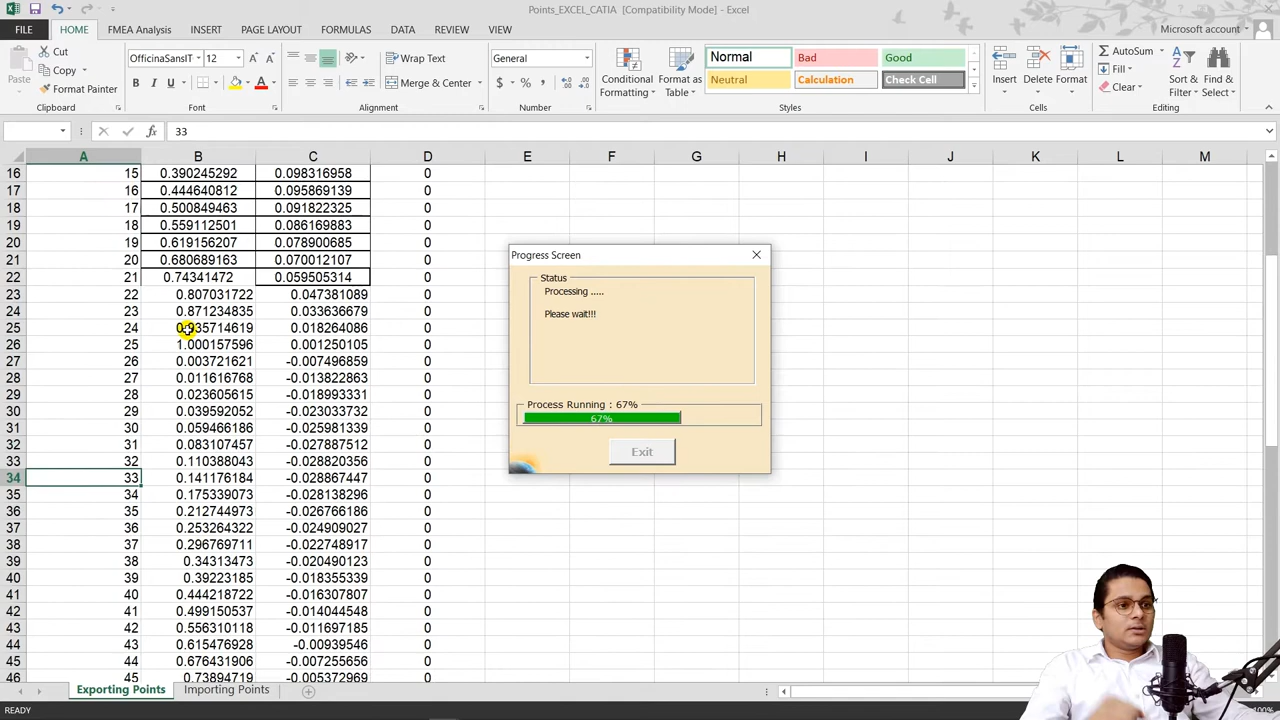 Points_EXCEL_CATIA [Compatibility Mode] - Excel
FILE HOME FMEA Analysis INSERT PAGE LAYOUT FORMULAS DATA REVIEW VIEW Microsoft account
Paste
Cut
Copy
Format Painter
Clipboard
OfficinaSansIT 12
B I U
Font
Wrap Text
Merge & Center
Alignment
General
$ % ,
Number
Conditional Formatting
Format as Table
Normal Bad Good
Neutral Calculation Check Cell
Styles
Insert Delete Format
Cells
AutoSum
Fill
Clear
Sort & Filter
Find & Select
Editing
fx 33
A B C D E F G H I J K L M
16 15 0.390245292 0.098316958 0
17 16 0.444640812 0.095869139 0
18 17 0.500849463 0.091822325 0
19 18 0.559112501 0.086169883 0
20 19 0.619156207 0.078900685 0
21 20 0.680689163 0.070012107 0
22 21 0.74341472 0.059505314 0
23 22 0.807031722 0.047381089 0
24 23 0.871234835 0.033636679 0
25 24 0.935714619 0.018264086 0
26 25 1.000157596 0.001250105 0
27 26 0.003721621 -0.007496859 0
28 27 0.011616768 -0.013822863 0
29 28 0.023605615 -0.018993331 0
30 29 0.039592052 -0.023033732 0
31 30 0.059466186 -0.025981339 0
32 31 0.083107457 -0.027887512 0
33 32 0.110388043 -0.028820356 0
34 33 0.141176184 -0.028867447 0
35 34 0.175339073 -0.028138296 0
36 35 0.212744973 -0.026766186 0
37 36 0.253264322 -0.024909027 0
38 37 0.296769711 -0.022748917 0
39 38 0.34313473 -0.020490123 0
40 39 0.39223185 -0.018355339 0
41 40 0.444218722 -0.016307807 0
42 41 0.499150537 -0.014044548 0
43 42 0.556310118 -0.011697185 0
44 43 0.615476928 -0.00939546 0
45 44 0.676431906 -0.007255656 0
46 45 0.73894719 -0.005372969 0
Progress Screen
Status
Processing .....
Please wait!!!
Process Running : 67%
67%
Exit
Exporting Points Importing Points
READY 100%